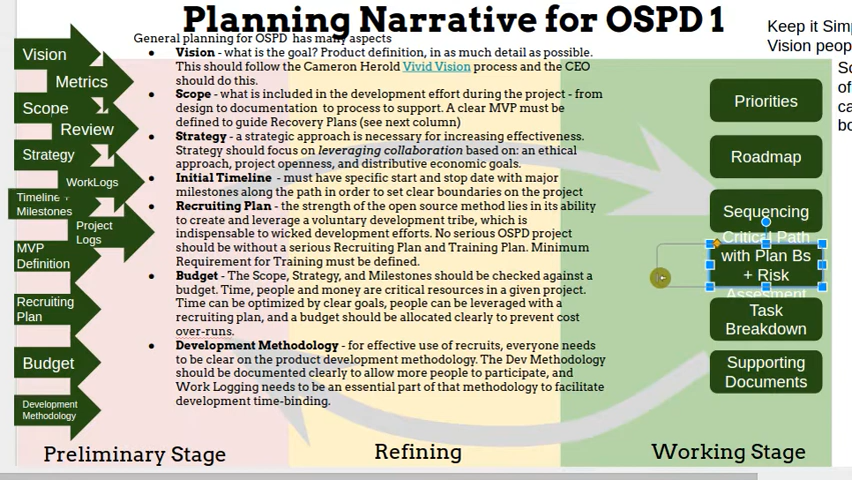 Planning Narrative for OSPD 1
General planning for OSPD has many aspects
Keep it Simp
Vision peop
Vision
Metrics
Scope
Review
Strategy
WorkLogs
Timeline +
Milestones
Project
Logs
MVP
Definition
Recruiting
Plan
Budget
Development
Methodology
● Vision - what is the goal? Product definition, in as much detail as possible.
This should follow the Cameron Herold Vivid Vision process and the CEO
should do this.
● Scope - what is included in the development effort during the project - from
design to documentation to process to support. A clear MVP must be
defined to guide Recovery Plans (see next column)
● Strategy - a strategic approach is necessary for increasing effectiveness.
Strategy should focus on leveraging collaboration based on: an ethical
approach, project openness, and distributive economic goals.
● Initial Timeline - must have specific start and stop date with major
milestones along the path in order to set clear boundaries on the project
● Recruiting Plan - the strength of the open source method lies in its ability
to create and leverage a voluntary development tribe, which is
indispensable to wicked development efforts. No serious OSPD project
should be without a serious Recruiting Plan and Training Plan. Minimum
Requirement for Training must be defined.
● Budget - The Scope, Strategy, and Milestones should be checked against a
budget. Time, people and money are critical resources in a given project.
Time can be optimized by clear goals, people can be leveraged with a
recruiting plan, and a budget should be allocated clearly to prevent cost
over-runs.
● Development Methodology - for effective use of recruits, everyone needs
to be clear on the product development methodology. The Dev Methodology
should be documented clearly to allow more people to participate, and
Work Logging needs to be an essential part of that methodology to facilitate
development time-binding.
Priorities
Roadmap
Sequencing
Critical Path
with Plan Bs
+ Risk
Assesment
Task
Breakdown
Supporting
Documents
Sc
of
ca
bo
Preliminary Stage
Refining
Working Stage